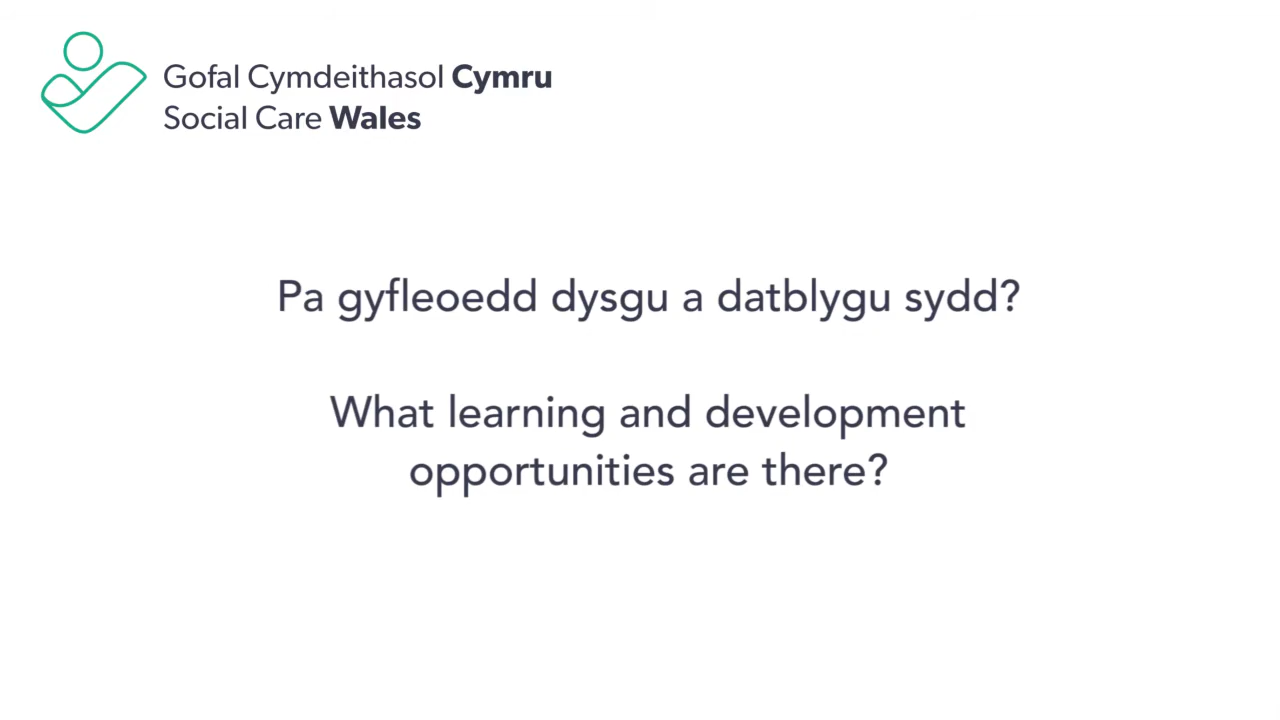 Gofal Cymdeithasol Cymru
Social Care Wales
Pa gyfleoedd dysgu a datblygu sydd?
What learning and development
opportunities are there?